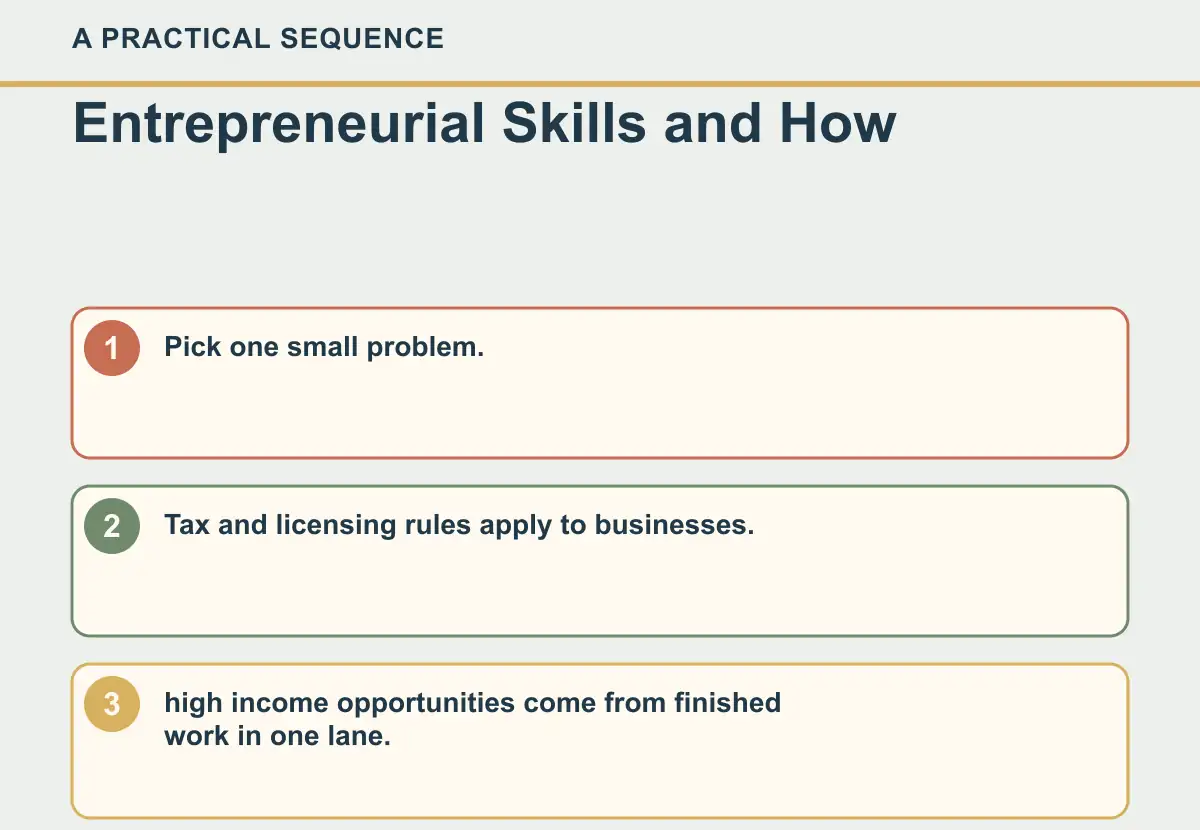 A PRACTICAL SEQUENCE
Entrepreneurial Skills and How
1
Pick one small problem.
2
Tax and licensing rules apply to businesses.
3
high income opportunities come from finished
work in one lane.